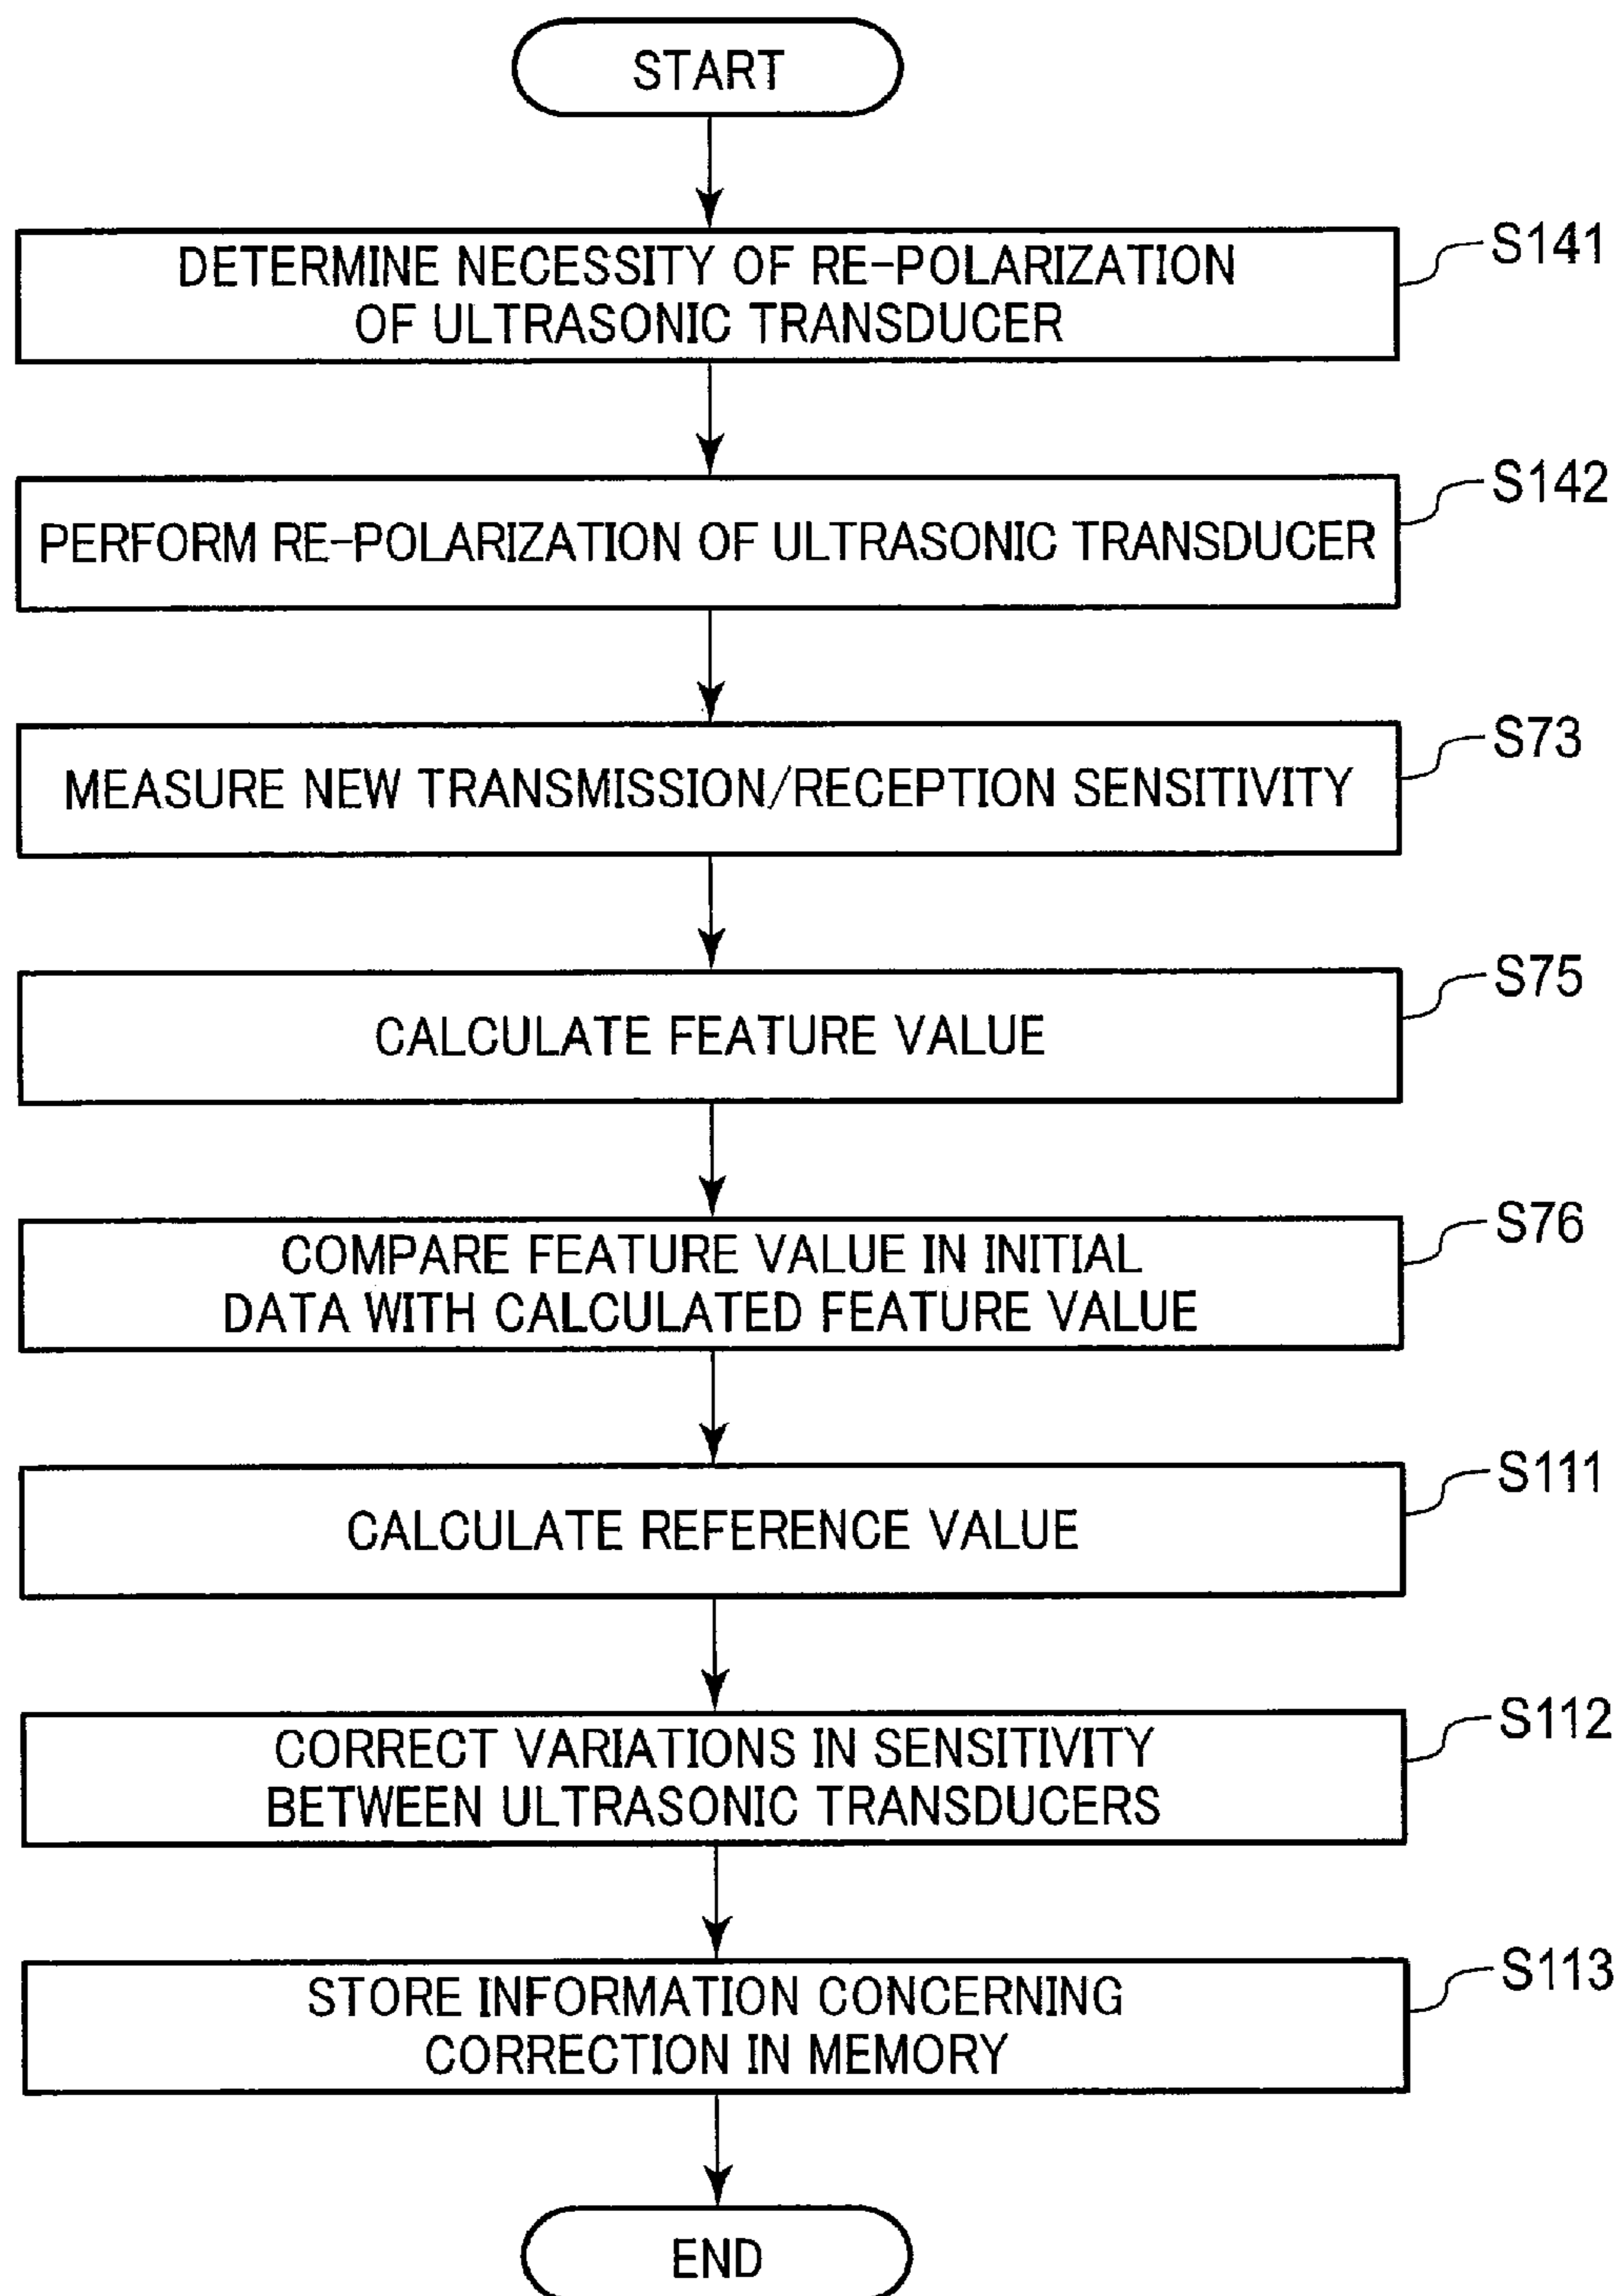 START
DETERMINE NECESSITY OF RE-POLARIZATION
OF ULTRASONIC TRANSDUCER
S141
PERFORM RE-POLARIZATION OF ULTRASONIC TRANSDUCER
S142
MEASURE NEW TRANSMISSION/RECEPTION SENSITIVITY
S73
CALCULATE FEATURE VALUE
S75
COMPARE FEATURE VALUE IN INITIAL
DATA WITH CALCULATED FEATURE VALUE
S76
CALCULATE REFERENCE VALUE
S111
CORRECT VARIATIONS IN SENSITIVITY
BETWEEN ULTRASONIC TRANSDUCERS
S112
STORE INFORMATION CONCERNING
CORRECTION IN MEMORY
S113
END